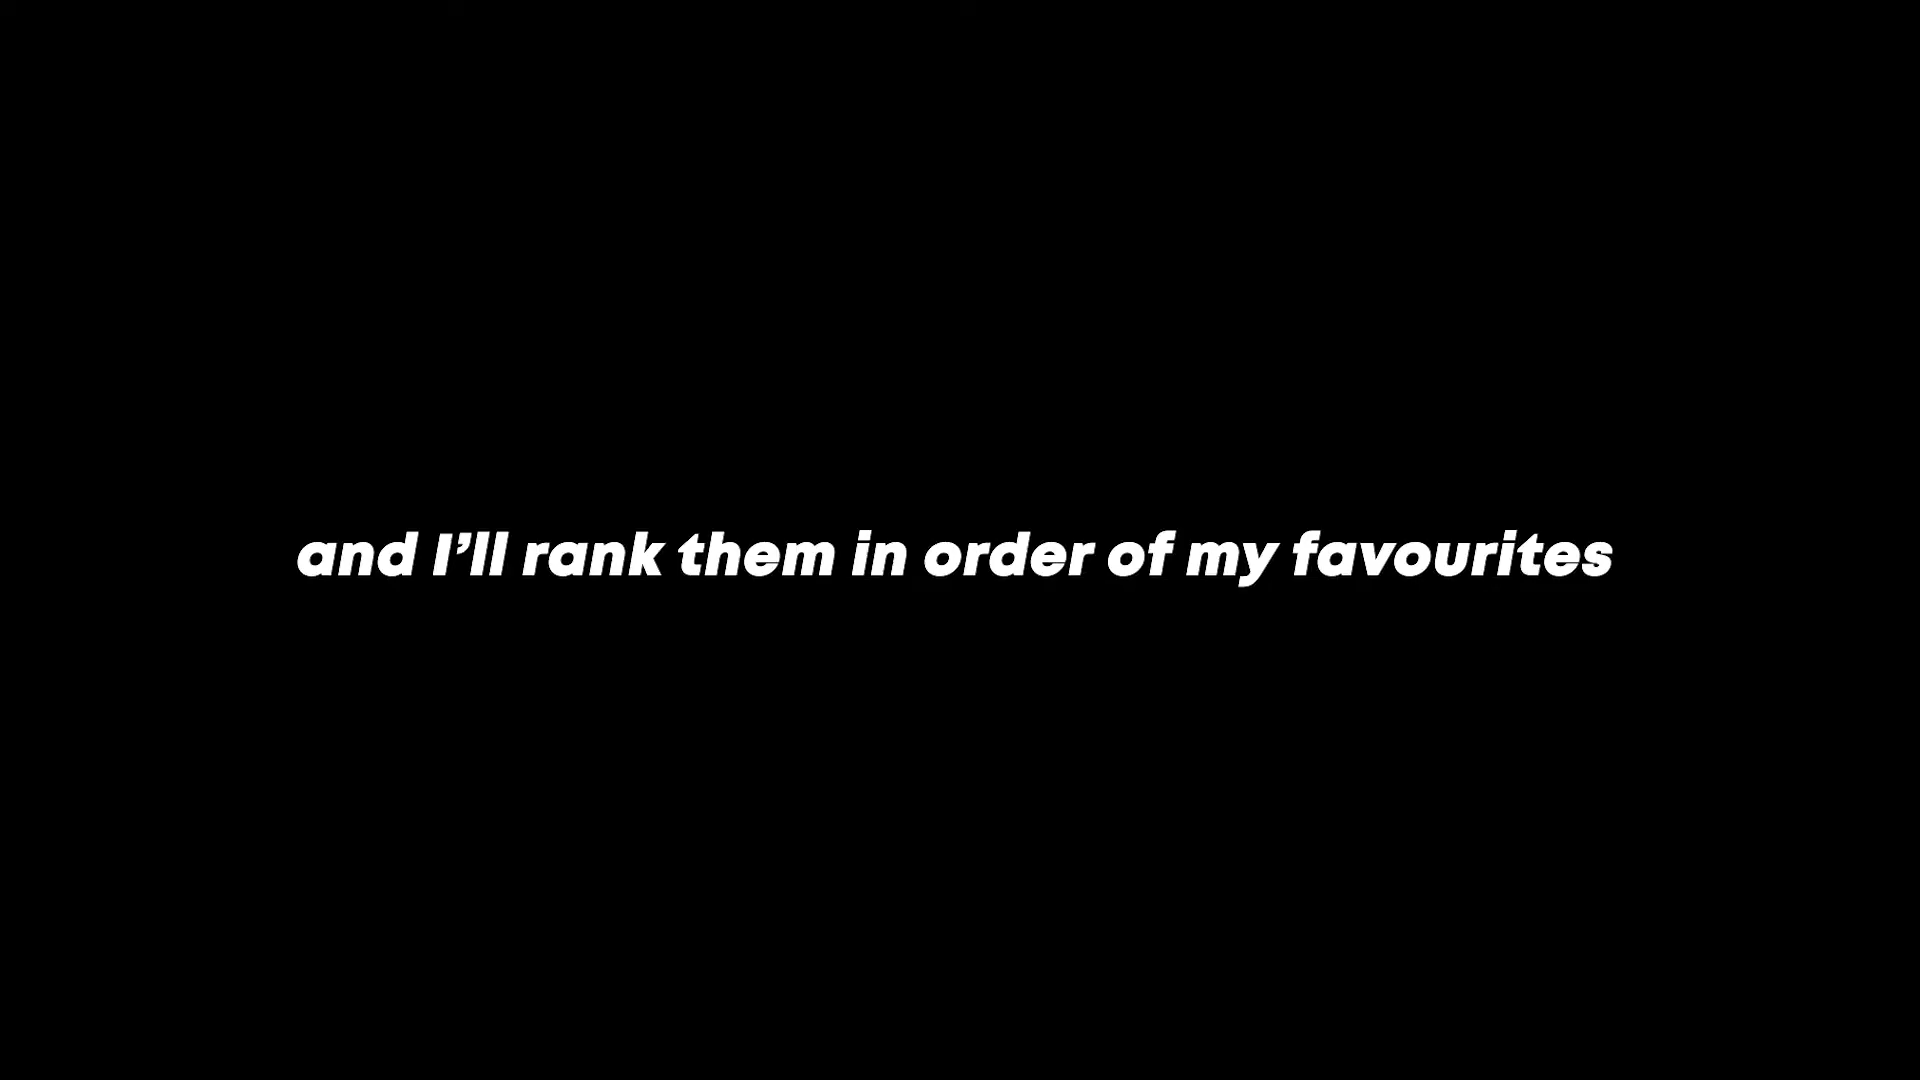 and I’ll rank them in order of my favourites